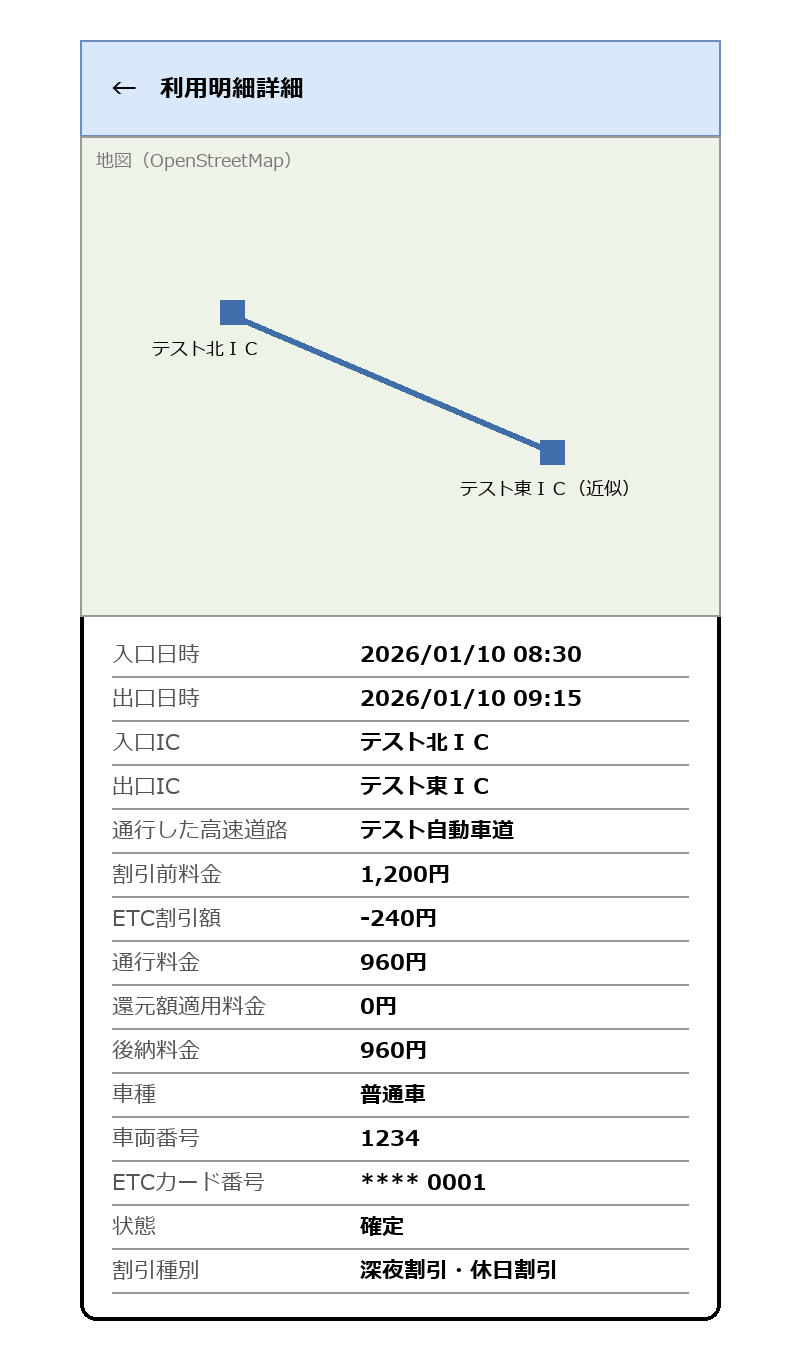 ← 利用明細詳細
地図（OpenStreetMap）
テスト北ＩＣ
テスト東ＩＣ（近似）
入口日時 2026/01/10 08:30
出口日時 2026/01/10 09:15
入口IC テスト北ＩＣ
出口IC テスト東ＩＣ
通行した高速道路 テスト自動車道
割引前料金 1,200円
ETC割引額 -240円
通行料金 960円
還元額適用料金 0円
後納料金 960円
車種 普通車
車両番号 1234
ETCカード番号 **** 0001
状態 確定
割引種別 深夜割引・休日割引